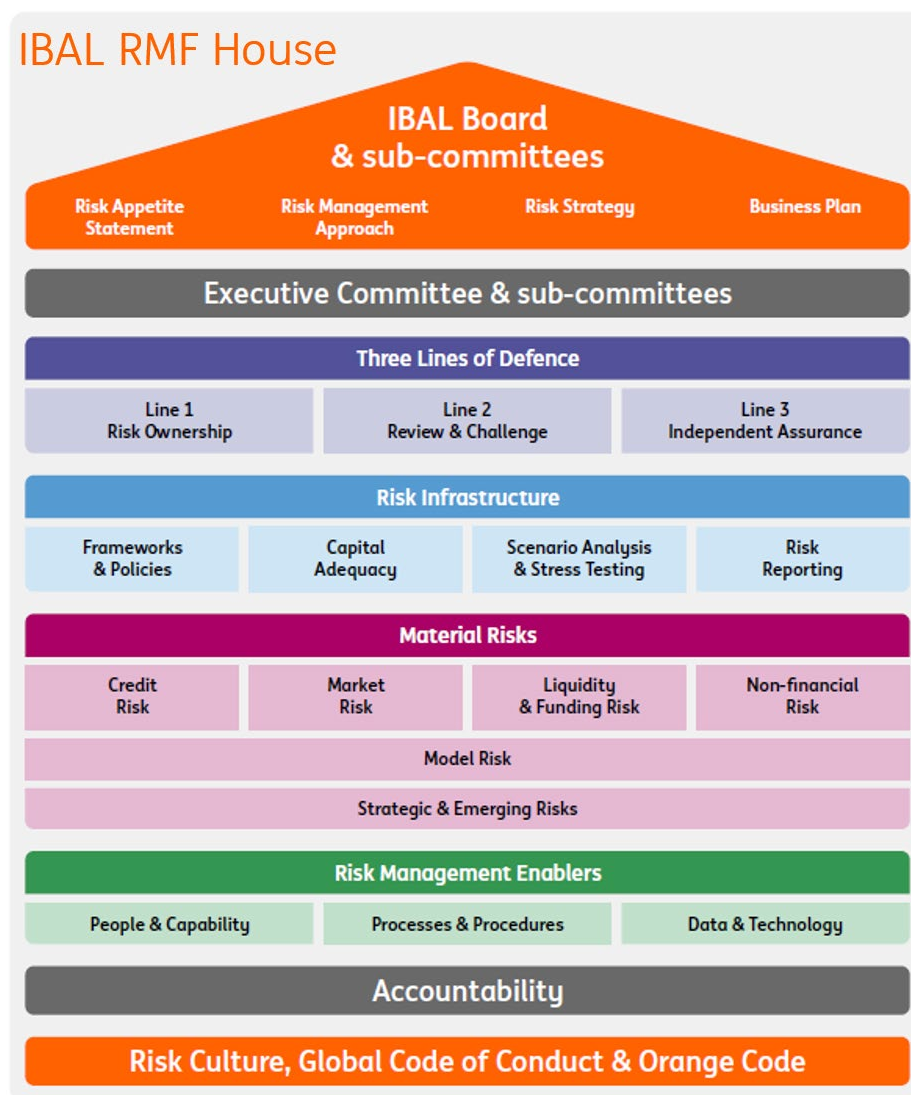 IBAL RMF House
IBAL Board
& sub-committees
Risk Appetite
Statement
Risk Management
Approach
Risk Strategy
Business Plan
Executive Committee & sub-committees
Three Lines of Defence
Line 1
Risk Ownership
Line 2
Review & Challenge
Line 3
Independent Assurance
Risk Infrastructure
Frameworks
& Policies
Capital
Adequacy
Scenario Analysis
& Stress Testing
Risk
Reporting
Material Risks
Credit
Risk
Market
Risk
Liquidity
& Funding Risk
Non-financial
Risk
Model Risk
Strategic & Emerging Risks
Risk Management Enablers
People & Capability
Processes & Procedures
Data & Technology
Accountability
Risk Culture, Global Code of Conduct & Orange Code